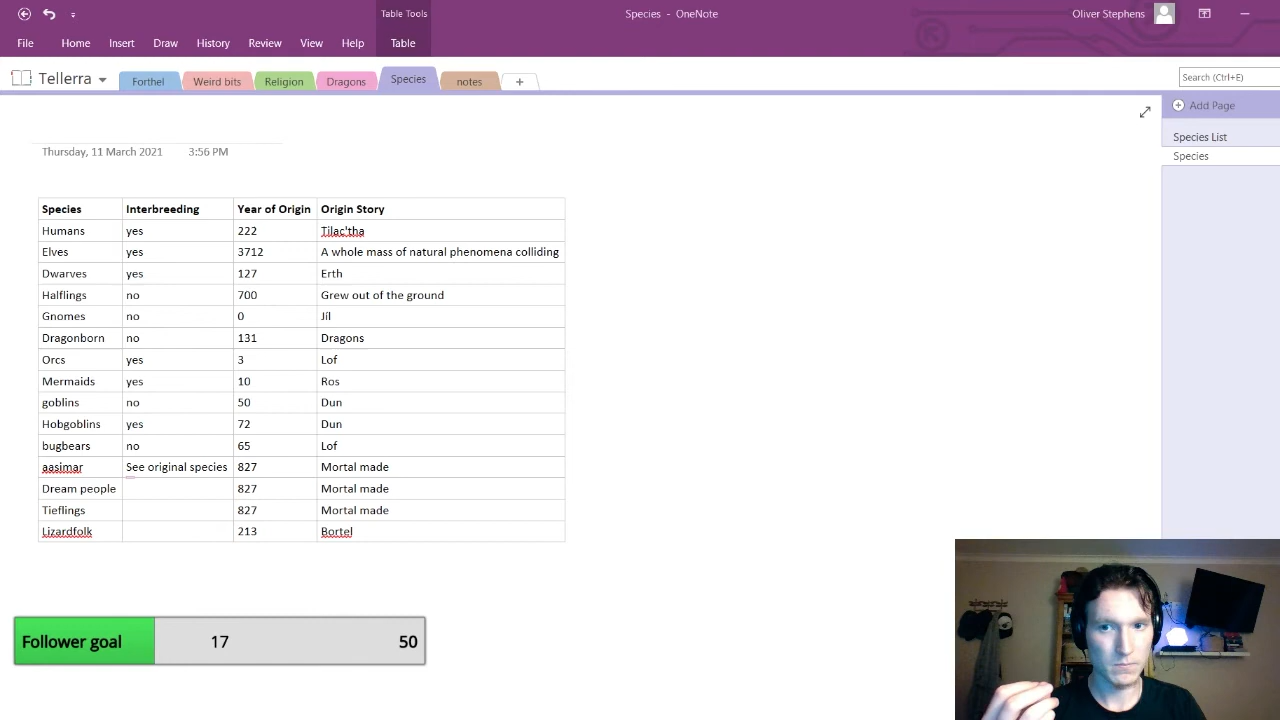 Table Tools
Species - OneNote
Oliver Stephens
File Home Insert Draw History Review View Help Table
Tellerra Forthel Weird bits Religion Dragons Species notes
Search (Ctrl+E)
Add Page
Species List
Species
Thursday, 11 March 2021 3:56 PM
Species Interbreeding Year of Origin Origin Story
Humans yes 222 Tilac'tha
Elves yes 3712 A whole mass of natural phenomena colliding
Dwarves yes 127 Erth
Halflings no 700 Grew out of the ground
Gnomes no 0 Jíl
Dragonborn no 131 Dragons
Orcs yes 3 Lof
Mermaids yes 10 Ros
goblins no 50 Dun
Hobgoblins yes 72 Dun
bugbears no 65 Lof
aasimar See original species 827 Mortal made
Dream people 827 Mortal made
Tieflings 827 Mortal made
Lizardfolk 213 Bortel
Follower goal 17 50